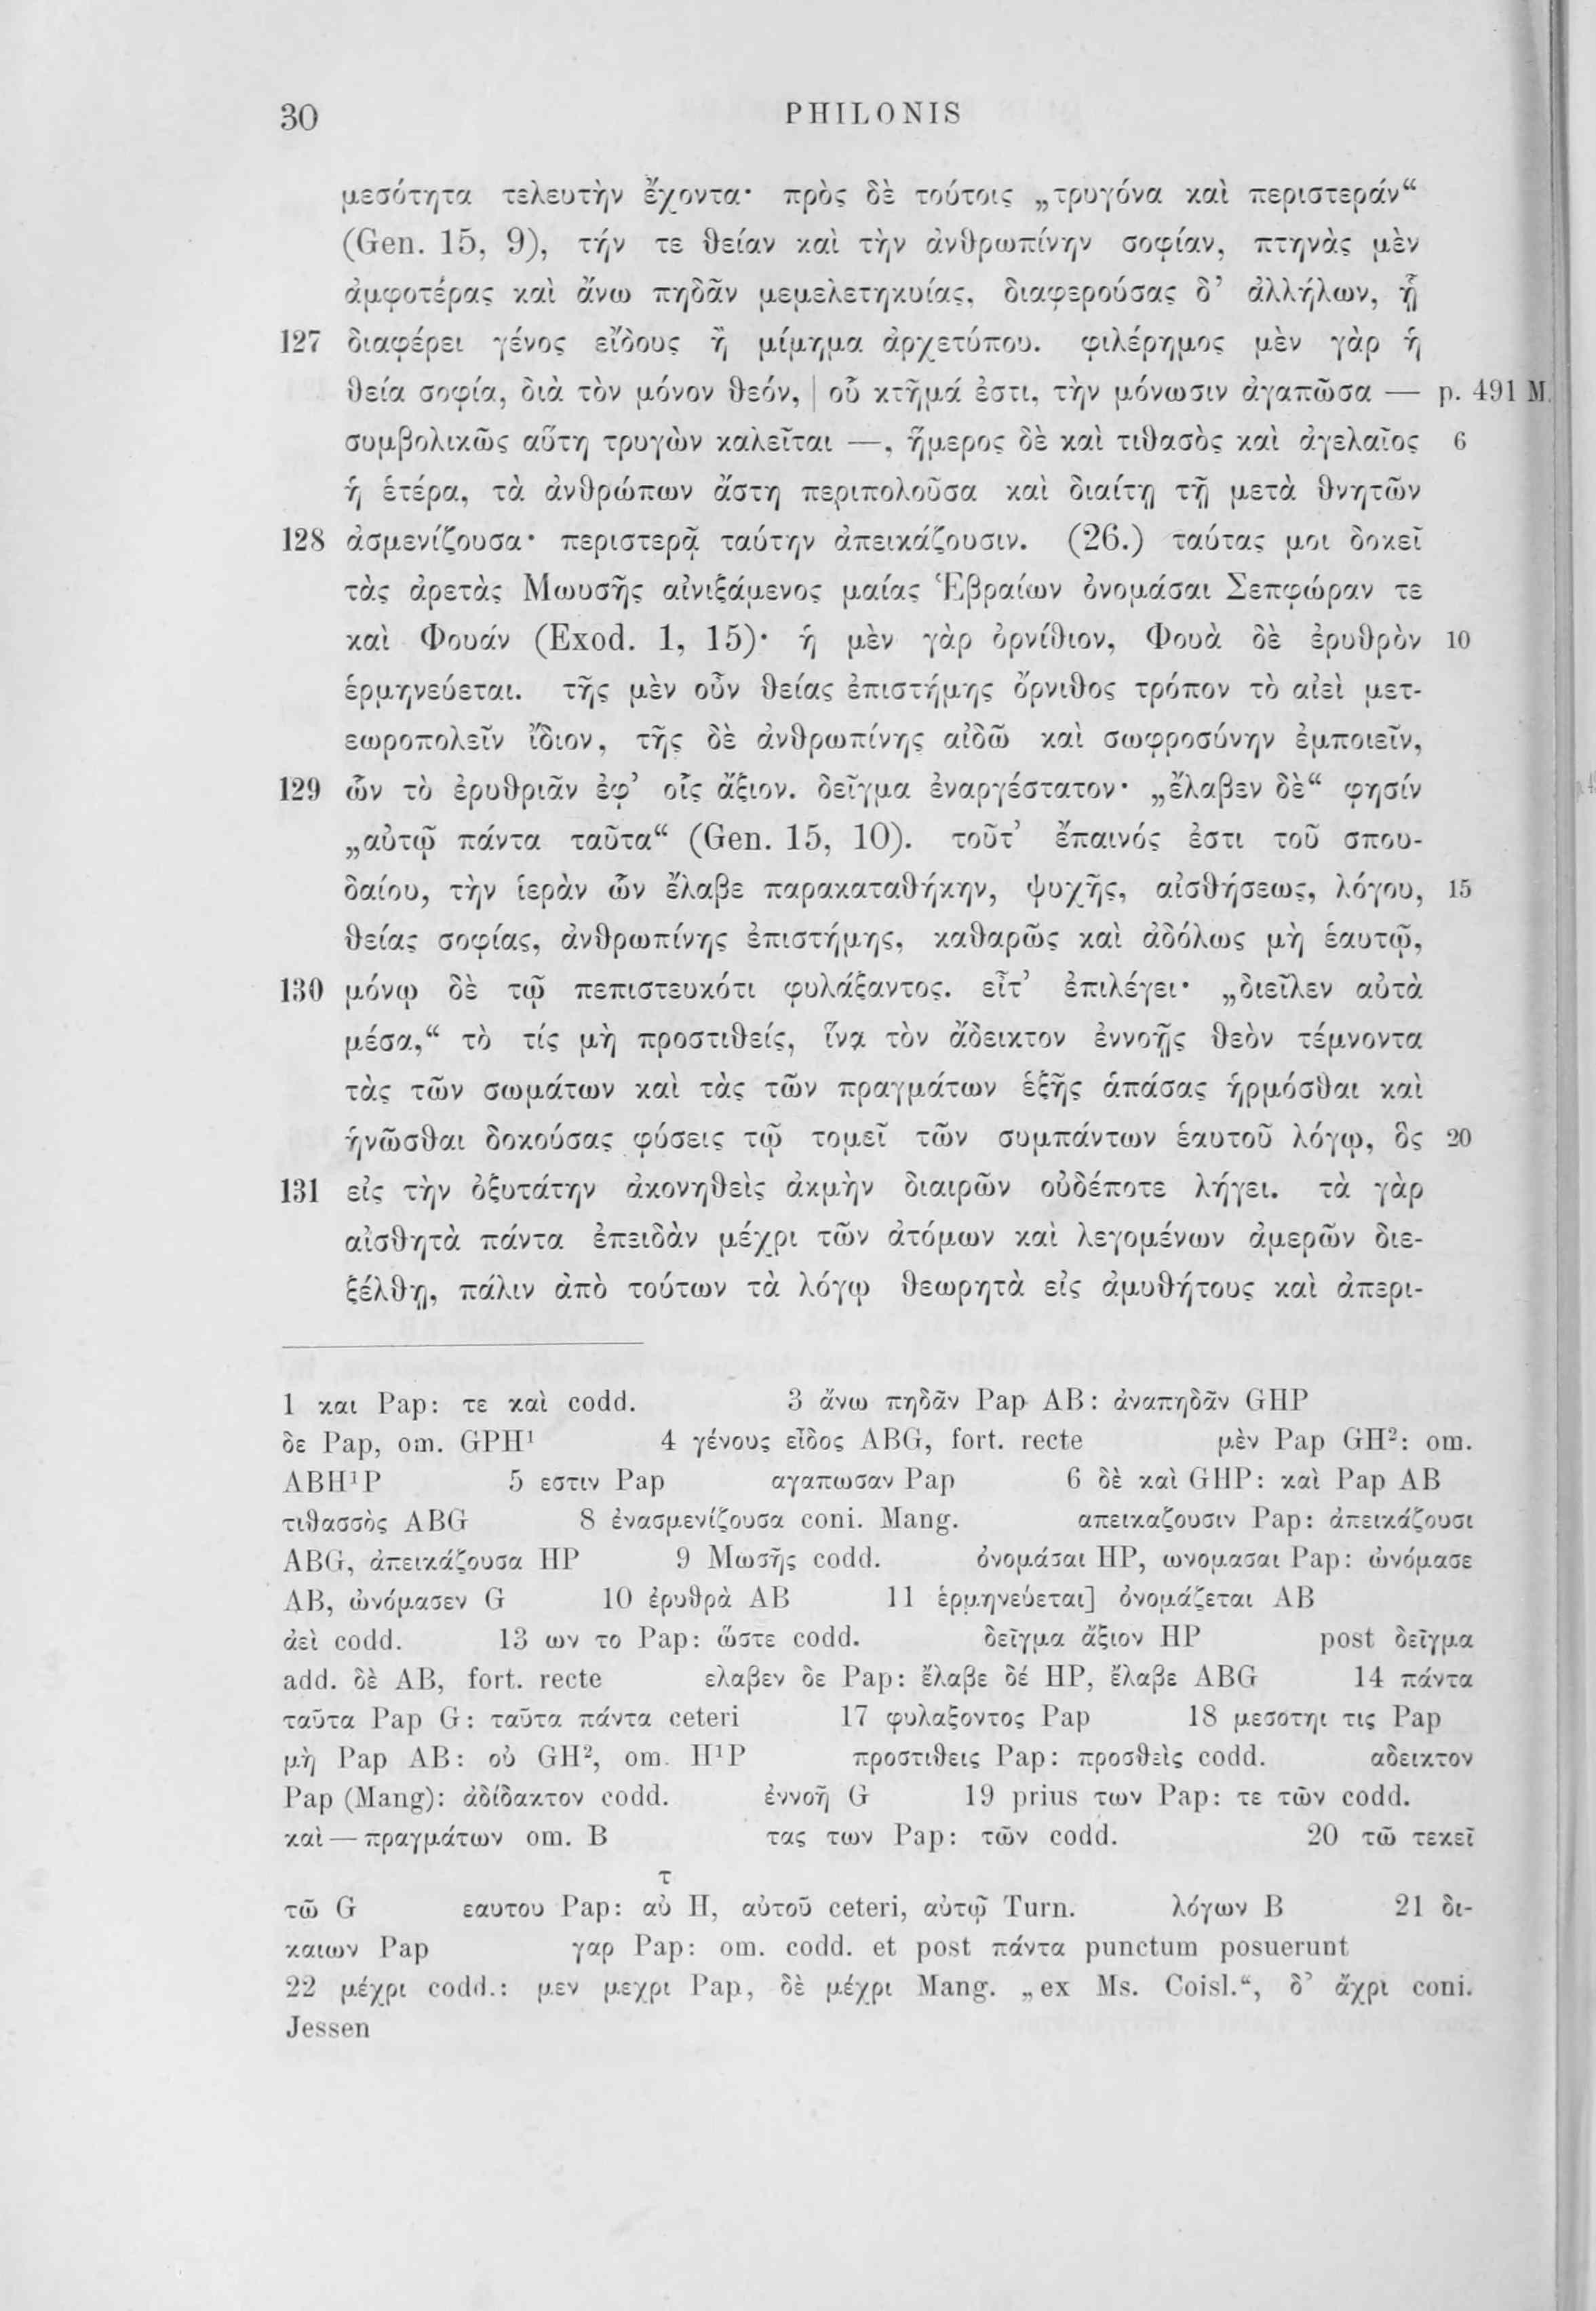 30 PHILONIS
μεσότητα τελευτὴν ἔχοντα· πρὸς δὲ τούτοις „τρυγόνα καὶ περιστεράν“
(Gen. 15, 9), τήν τε θείαν καὶ τὴν ἀνθρωπίνην σοφίαν, πτηνὰς μὲν
ἀμφοτέρας καὶ ἄνω πηδᾶν μεμελετηκυίας, διαφερούσας δ’ ἀλλήλων, ᾗ
127 διαφέρει γένος εἴδους ἢ μίμημα ἀρχετύπου. φιλέρημος μὲν γὰρ ἡ
θεία σοφία, διὰ τὸν μόνον θεόν, | οὗ κτῆμά ἐστι, τὴν μόνωσιν ἀγαπῶσα — p. 491 M.
συμβολικῶς αὕτη τρυγὼν καλεῖται —, ἥμερος δὲ καὶ τιθασὸς καὶ ἀγελαῖος 6
ἡ ἑτέρα, τὰ ἀνθρώπων ἄστη περιπολοῦσα καὶ διαίτῃ τῇ μετὰ θνητῶν
128 ἀσμενίζουσα· περιστερᾷ ταύτην ἀπεικάζουσιν. (26.) ταύτας μοι δοκεῖ
τὰς ἀρετὰς Μωυσῆς αἰνιξάμενος μαίας Ἑβραίων ὀνομάσαι Σεπφώραν τε
καὶ Φουάν (Exod. 1, 15)· ἡ μὲν γὰρ ὀρνίθιον, Φουὰ δὲ ἐρυθρὸν 10
ἑρμηνεύεται. τῆς μὲν οὖν θείας ἐπιστήμης ὄρνιθος τρόπον τὸ αἰεὶ μετ-
εωροπολεῖν ἴδιον, τῆς δὲ ἀνθρωπίνης αἰδῶ καὶ σωφροσύνην ἐμποιεῖν,
129 ὧν τὸ ἐρυθριᾶν ἐφ’ οἷς ἄξιον. δεῖγμα ἐναργέστατον· „ἔλαβεν δὲ“ φησίν
„αὐτῷ πάντα ταῦτα“ (Gen. 15, 10). τοῦτ’ ἔπαινός ἐστι τοῦ σπου-
δαίου, τὴν ἱερὰν ὧν ἔλαβε παρακαταθήκην, ψυχῆς, αἰσθήσεως, λόγου, 15
θείας σοφίας, ἀνθρωπίνης ἐπιστήμης, καθαρῶς καὶ ἀδόλως μὴ ἑαυτῷ,
130 μόνῳ δὲ τῷ πεπιστευκότι φυλάξαντος. εἶτ’ ἐπιλέγει· „διεῖλεν αὐτὰ
μέσα,“ τὸ τίς μὴ προστιθείς, ἵνα τὸν ἄδεικτον ἐννοῇς θεὸν τέμνοντα
τὰς τῶν σωμάτων καὶ τὰς τῶν πραγμάτων ἑξῆς ἁπάσας ἡρμόσθαι καὶ
ἡνῶσθαι δοκούσας φύσεις τῷ τομεῖ τῶν συμπάντων ἑαυτοῦ λόγῳ, ὃς 20
131 εἰς τὴν ὀξυτάτην ἀκονηθεὶς ἀκμὴν διαιρῶν οὐδέποτε λήγει. τὰ γὰρ
αἰσθητὰ πάντα ἐπειδὰν μέχρι τῶν ἀτόμων καὶ λεγομένων ἀμερῶν διε-
ξέλθῃ, πάλιν ἀπὸ τούτων τὰ λόγῳ θεωρητὰ εἰς ἀμυθήτους καὶ ἀπερι-
1 και Pap: τε καὶ codd. 3 ἄνω πηδᾶν Pap AB: ἀναπηδᾶν GHP
δε Pap, om. GPH¹ 4 γένους εἶδος ABG, fort. recte μὲν Pap GH²: om.
ABH¹P 5 εστιν Pap αγαπωσαν Pap 6 δὲ καὶ GHP: καὶ Pap AB
τιθασσὸς ABG 8 ἐνασμενίζουσα coni. Mang. απεικαζουσιν Pap: ἀπεικάζουσι
ABG, ἀπεικάζουσα HP 9 Μωσῆς codd. ὀνομάσαι HP, ωνομασαι Pap: ὠνόμασε
AB, ὠνόμασεν G 10 ἐρυθρὰ AB 11 ἑρμηνεύεται] ὀνομάζεται AB
ἀεὶ codd. 13 ων το Pap: ὥστε codd. δεῖγμα ἄξιον HP post δεῖγμα
add. δὲ AB, fort. recte ελαβεν δε Pap: ἔλαβε δέ HP, ἔλαβε ABG 14 πάντα
ταῦτα Pap G: ταῦτα πάντα ceteri 17 φυλαξοντος Pap 18 μεσοτηι τις Pap
μὴ Pap AB: οὐ GH², om. H¹P προστιθεις Pap: προσθεὶς codd. αδεικτον
Pap (Mang): ἀδίδακτον codd. ἐννοῇ G 19 prius των Pap: τε τῶν codd.
καὶ — πραγμάτων om. B τας των Pap: τῶν codd. 20 τῶ τεκεῖ
τ
τῶ G εαυτου Pap: αὐ H, αὐτοῦ ceteri, αὐτῷ Turn. λόγων B 21 δι-
καιων Pap γαρ Pap: om. codd. et post πάντα punctum posuerunt
22 μέχρι codd.: μεν μεχρι Pap, δὲ μέχρι Mang. „ex Ms. Coisl.“, δ’ ἄχρι coni.
Jessen